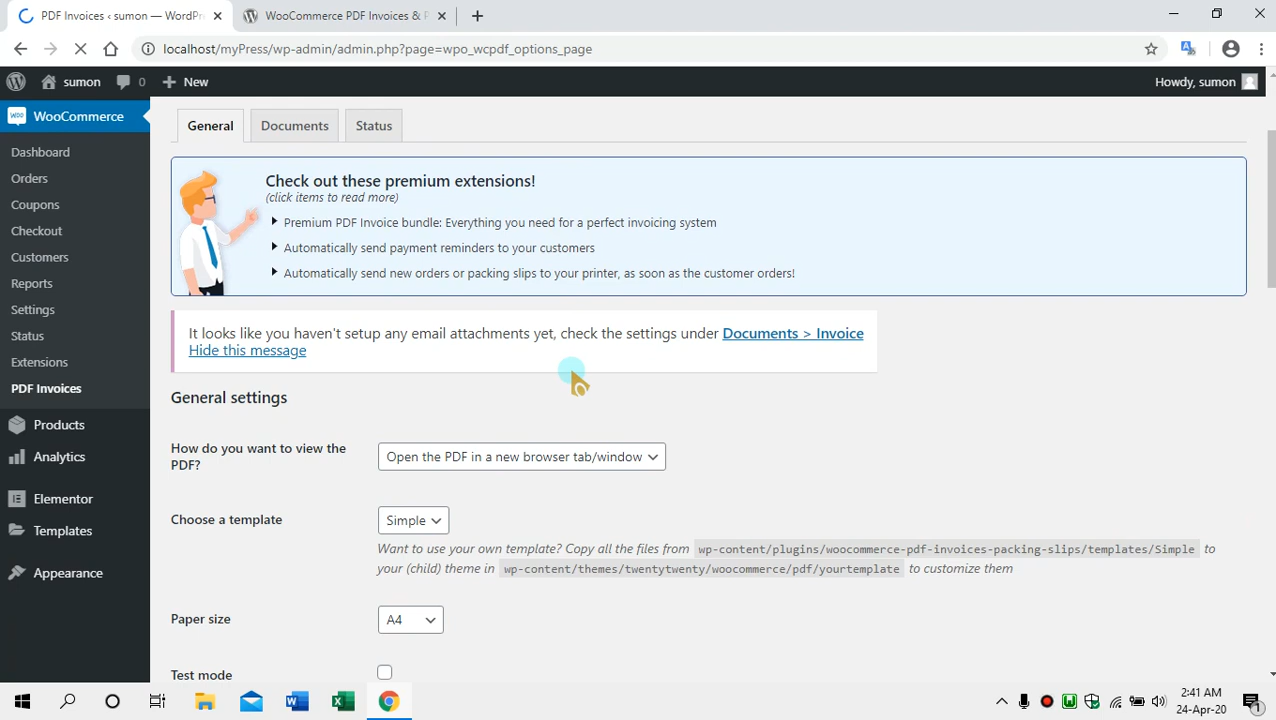 PDF Invoices ‹ sumon — WordPre
WooCommerce PDF Invoices & P
localhost/myPress/wp-admin/admin.php?page=wpo_wcpdf_options_page
sumon
0
New
Howdy, sumon
WooCommerce
Dashboard
Orders
Coupons
Checkout
Customers
Reports
Settings
Status
Extensions
PDF Invoices
Products
Analytics
Elementor
Templates
Appearance
General
Documents
Status
Check out these premium extensions!
(click items to read more)
Premium PDF Invoice bundle: Everything you need for a perfect invoicing system
Automatically send payment reminders to your customers
Automatically send new orders or packing slips to your printer, as soon as the customer orders!
It looks like you haven't setup any email attachments yet, check the settings under Documents > Invoice
Hide this message
General settings
How do you want to view the
PDF?
Open the PDF in a new browser tab/window
Choose a template
Simple
Want to use your own template? Copy all the files from wp-content/plugins/woocommerce-pdf-invoices-packing-slips/templates/Simple to
your (child) theme in wp-content/themes/twentytwenty/woocommerce/pdf/yourtemplate to customize them
Paper size
A4
Test mode
2:41 AM
24-Apr-20
1